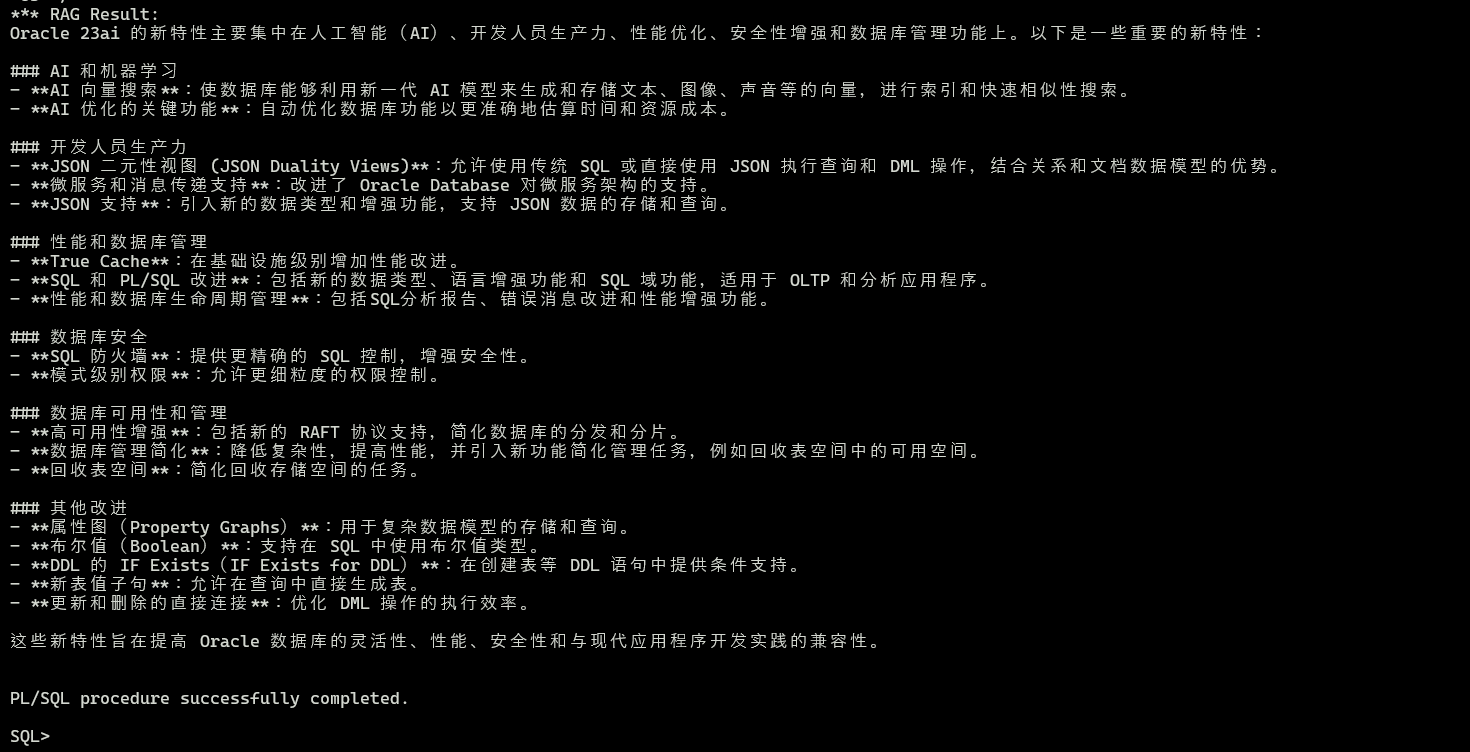 *** RAG Result:
Oracle 23ai 的新特性主要集中在人工智能（AI）、开发人员生产力、性能优化、安全性增强和数据库管理功能上。以下是一些重要的新特性：
### AI 和机器学习
- **AI 向量搜索**：使数据库能够利用新一代 AI 模型来生成和存储文本、图像、声音等的向量，进行索引和快速相似性搜索。
- **AI 优化的关键功能**：自动优化数据库功能以更准确地估算时间和资源成本。
### 开发人员生产力
- **JSON 二元性视图 (JSON Duality Views)**：允许使用传统 SQL 或直接使用 JSON 执行查询和 DML 操作，结合关系和文档数据模型的优势。
- **微服务和消息传递支持**：改进了 Oracle Database 对微服务架构的支持。
- **JSON 支持**：引入新的数据类型和增强功能，支持 JSON 数据的存储和查询。
### 性能和数据库管理
- **True Cache**：在基础设施级别增加性能改进。
- **SQL 和 PL/SQL 改进**：包括新的数据类型、语言增强功能和 SQL 域功能，适用于 OLTP 和分析应用程序。
- **性能和数据库生命周期管理**：包括SQL分析报告、错误消息改进和性能增强功能。
### 数据库安全
- **SQL 防火墙**：提供更精确的 SQL 控制，增强安全性。
- **模式级别权限**：允许更细粒度的权限控制。
### 数据库可用性和管理
- **高可用性增强**：包括新的 RAFT 协议支持，简化数据库的分发和分片。
- **数据库管理简化**：降低复杂性，提高性能，并引入新功能简化管理任务，例如回收表空间中的可用空间。
- **回收表空间**：简化回收存储空间的任务。
### 其他改进
- **属性图（Property Graphs）**：用于复杂数据模型的存储和查询。
- **布尔值（Boolean）**：支持在 SQL 中使用布尔值类型。
- **DDL 的 IF Exists（IF Exists for DDL）**：在创建表等 DDL 语句中提供条件支持。
- **新表值子句**：允许在查询中直接生成表。
- **更新和删除的直接连接**：优化 DML 操作的执行效率。
这些新特性旨在提高 Oracle 数据库的灵活性、性能、安全性和与现代应用程序开发实践的兼容性。
PL/SQL procedure successfully completed.
SQL>